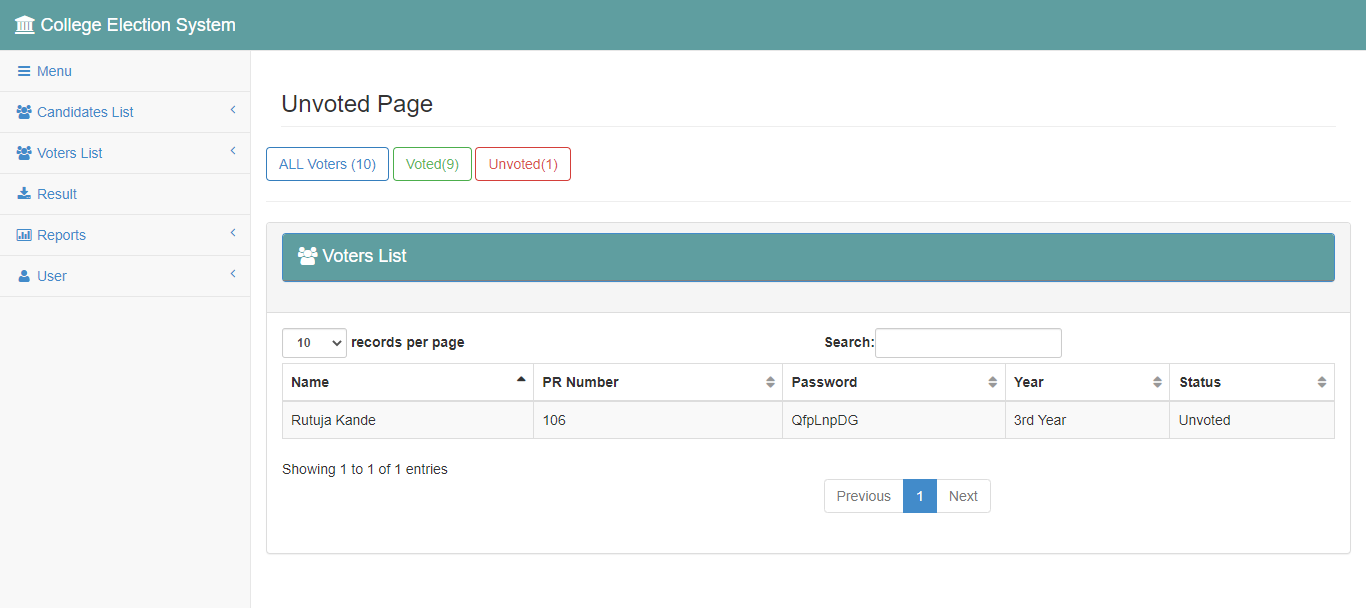 College Election System
Menu
Candidates List
Voters List
Result
Reports
User
Unvoted Page
ALL Voters (10) Voted(9) Unvoted(1)
Voters List
10 records per page Search:
Name PR Number Password Year Status
Rutuja Kande 106 QfpLnpDG 3rd Year Unvoted
Showing 1 to 1 of 1 entries
Previous 1 Next